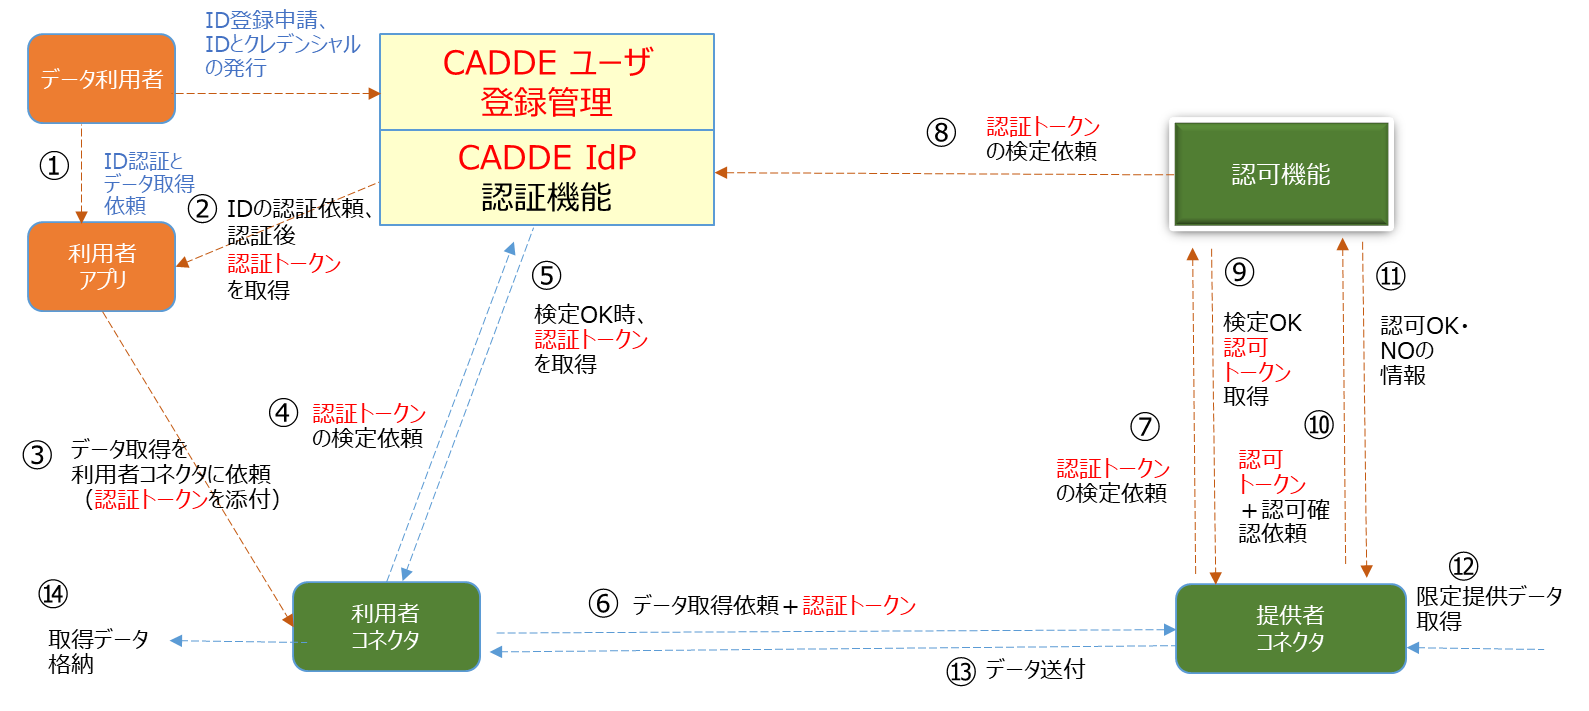 ID登録申請、
IDとクレデンシャル
の発行
データ利用者
CADDE ユーザ
登録管理
CADDE IdP
認証機能
①
ID認証と
データ取得
依頼
②
IDの認証依頼、
認証後
認証トークン
を取得
利用者
アプリ
⑧
認証トークン
の検定依頼
認可機能
⑤
検定OK時、
認証トークン
を取得
④
認証トークン
の検定依頼
③
データ取得を
利用者コネクタに依頼
（認証トークンを添付）
⑨
検定OK
認可
トークン
取得
⑪
認可OK・
NOの
情報
⑦
認証トークン
の検定依頼
⑩
認可
トークン
＋認可確
認依頼
⑭
取得データ
格納
利用者
コネクタ
⑥
データ取得依頼＋認証トークン
⑬
データ送付
提供者
コネクタ
⑫
限定提供データ
取得